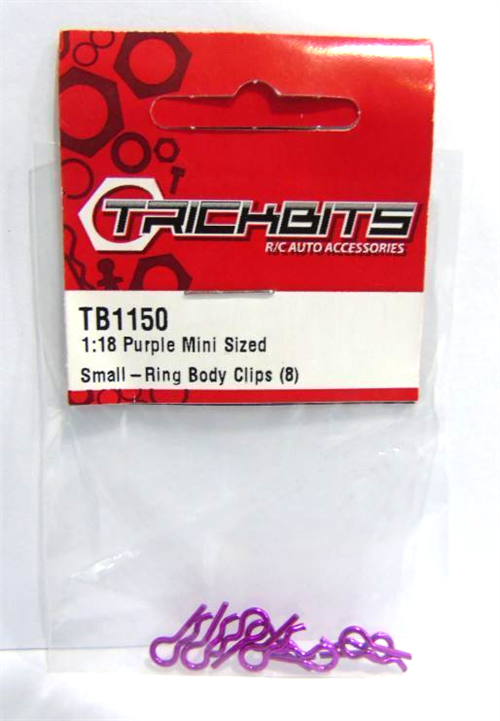 TRICKBITS
R/C AUTO ACCESSORIES
TB1150
1:18 Purple Mini Sized
Small-Ring Body Clips (8)